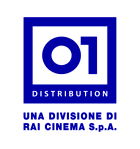 01
DISTRIBUTION
UNA DIVISIONE DI
RAI CINEMA S.p.A.